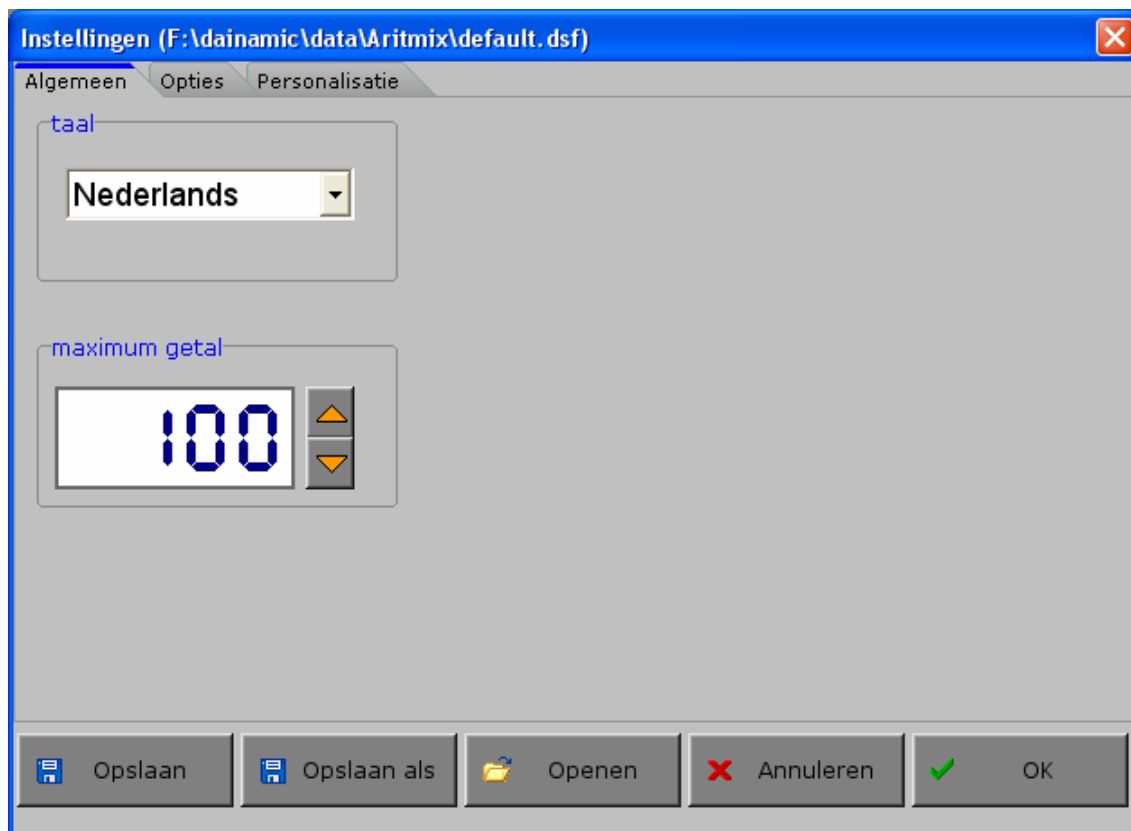 Instellingen (F:\dainamic\data\Aritmix\default.dsf)
Algemeen Opties Personalisatie
taal
Nederlands
maximum getal
100
Opslaan Opslaan als Openen Annuleren OK